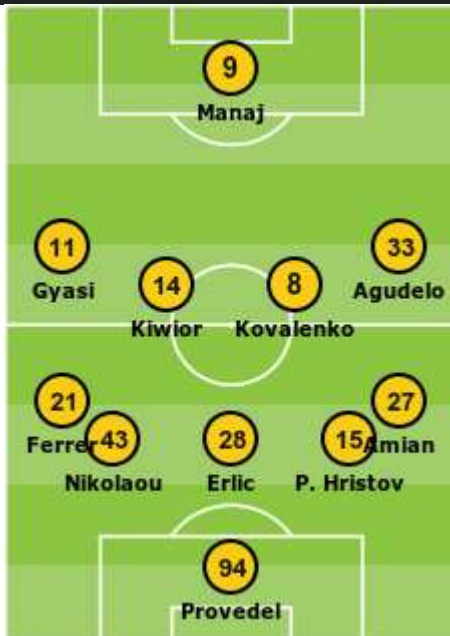 9
Manaj
11
33
Gyasi
14
8
Agudelo
Kiwior
Kovalenko
21
27
Ferrer
43
28
15
Amian
Nikolaou
Erlic
P. Hristov
94
Provedel